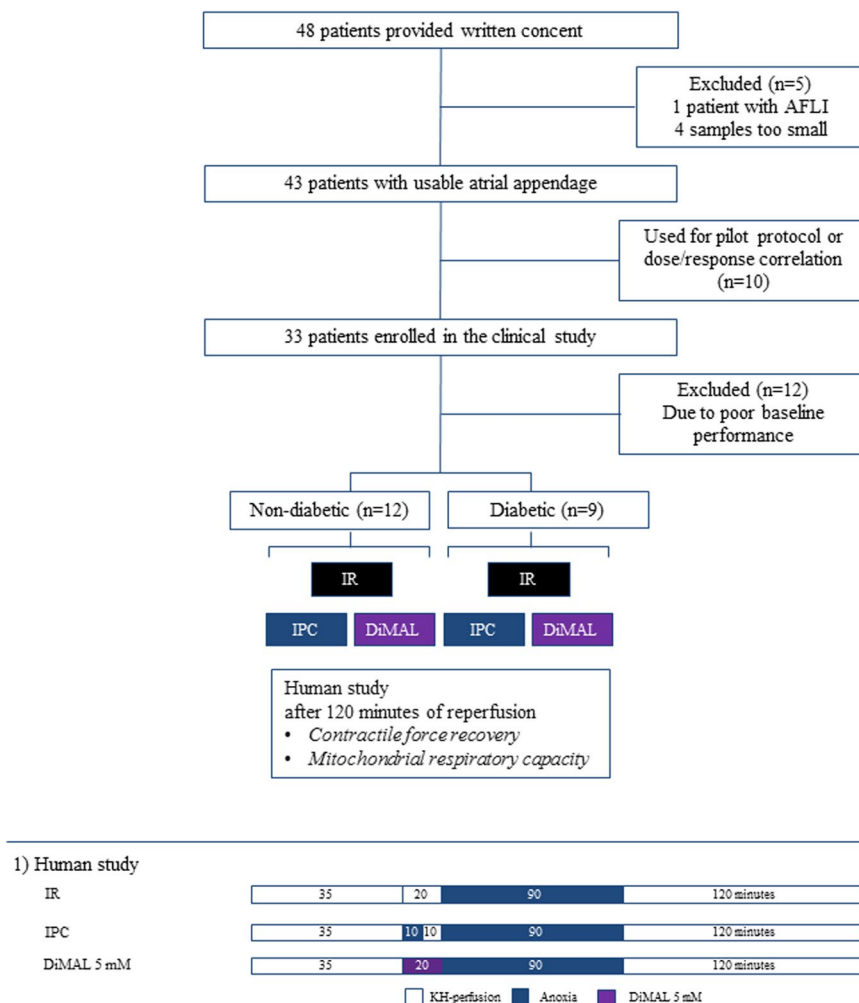 48 patients provided written concent
Excluded (n=5)
1 patient with AFLI
4 samples too small
43 patients with usable atrial appendage
Used for pilot protocol or
dose/response correlation
(n=10)
33 patients enrolled in the clinical study
Excluded (n=12)
Due to poor baseline
performance
Non-diabetic (n=12) Diabetic (n=9)
IR IR
IPC DiMAL IPC DiMAL
Human study
after 120 minutes of reperfusion
• Contractile force recovery
• Mitochondrial respiratory capacity
1) Human study
IR 35 20 90 120 minutes
IPC 35 10 10 90 120 minutes
DiMAL 5 mM 35 20 90 120 minutes
KH-perfusion Anoxia DiMAL 5 mM